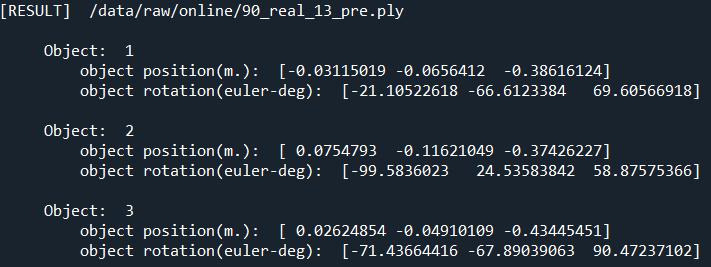 [RESULT]  /data/raw/online/90_real_13_pre.ply
Object:  1
object position(m.):  [-0.03115019 -0.0656412  -0.38616124]
object rotation(euler-deg):  [-21.10522618 -66.6123384   69.60566918]
Object:  2
object position(m.):  [ 0.0754793  -0.11621049 -0.37426227]
object rotation(euler-deg):  [-99.5836023   24.53583842  58.87575366]
Object:  3
object position(m.):  [ 0.02624854 -0.04910109 -0.43445451]
object rotation(euler-deg):  [-71.43664416 -67.89039063  90.47237102]